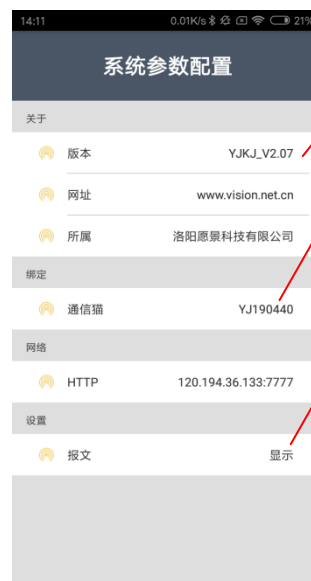 14:11 0.01K/s 21%
系统参数配置
关于
版本 YJKJ_V2.07
网址 www.vision.net.cn
所属 洛阳愿景科技有限公司
绑定
通信猫 YJ190440
网络
HTTP 120.194.36.133:7777
设置
报文 显示